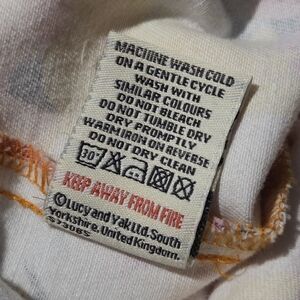 MACHINE WASH COLD
ON A GENTLE CYCLE
WASH WITH
SIMILAR COLOURS
DO NOT BLEACH
DO NOT TUMBLE DRY
DRY PROMPTLY
WARM IRON ON REVERSE
DO NOT DRY CLEAN
30°
KEEP AWAY FROM FIRE
©Lucy and Yak Ltd. South
Yorkshire. United Kingdom.